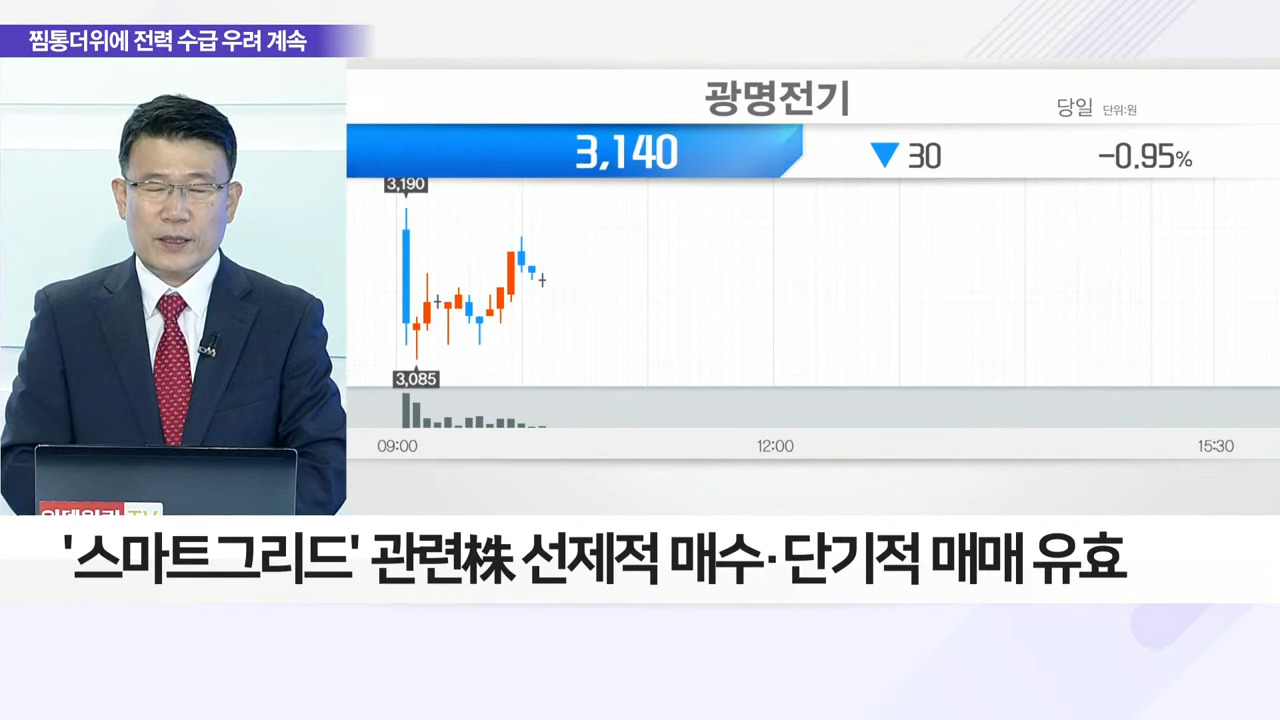 찜통더위에 전력 수급 우려 계속
광명전기
당일 단위:원
3,140 ▼ 30 -0.95%
3,190
3,085
09:00 12:00 15:30
'스마트그리드' 관련株 선제적 매수·단기적 매매 유효